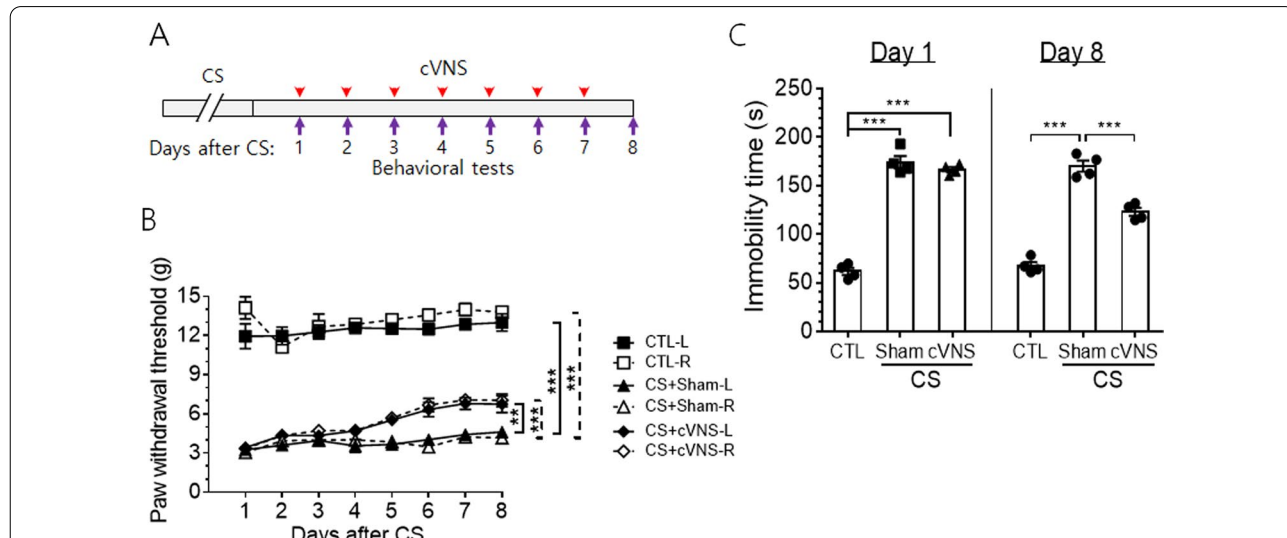 A
CS
cVNS
Days after CS: 1 2 3 4 5 6 7 8
Behavioral tests
B
Paw withdrawal threshold (g)
15
12
9
6
3
0
1 2 3 4 5 6 7 8
Days after CS
** *** *** ***
CTL-L
CTL-R
CS+Sham-L
CS+Sham-R
CS+cVNS-L
CS+cVNS-R
C
Day 1 Day 8
Immobility time (s)
250
200
150
100
50
0
*** ***
*** ***
CTL Sham cVNS CTL Sham cVNS
CS CS